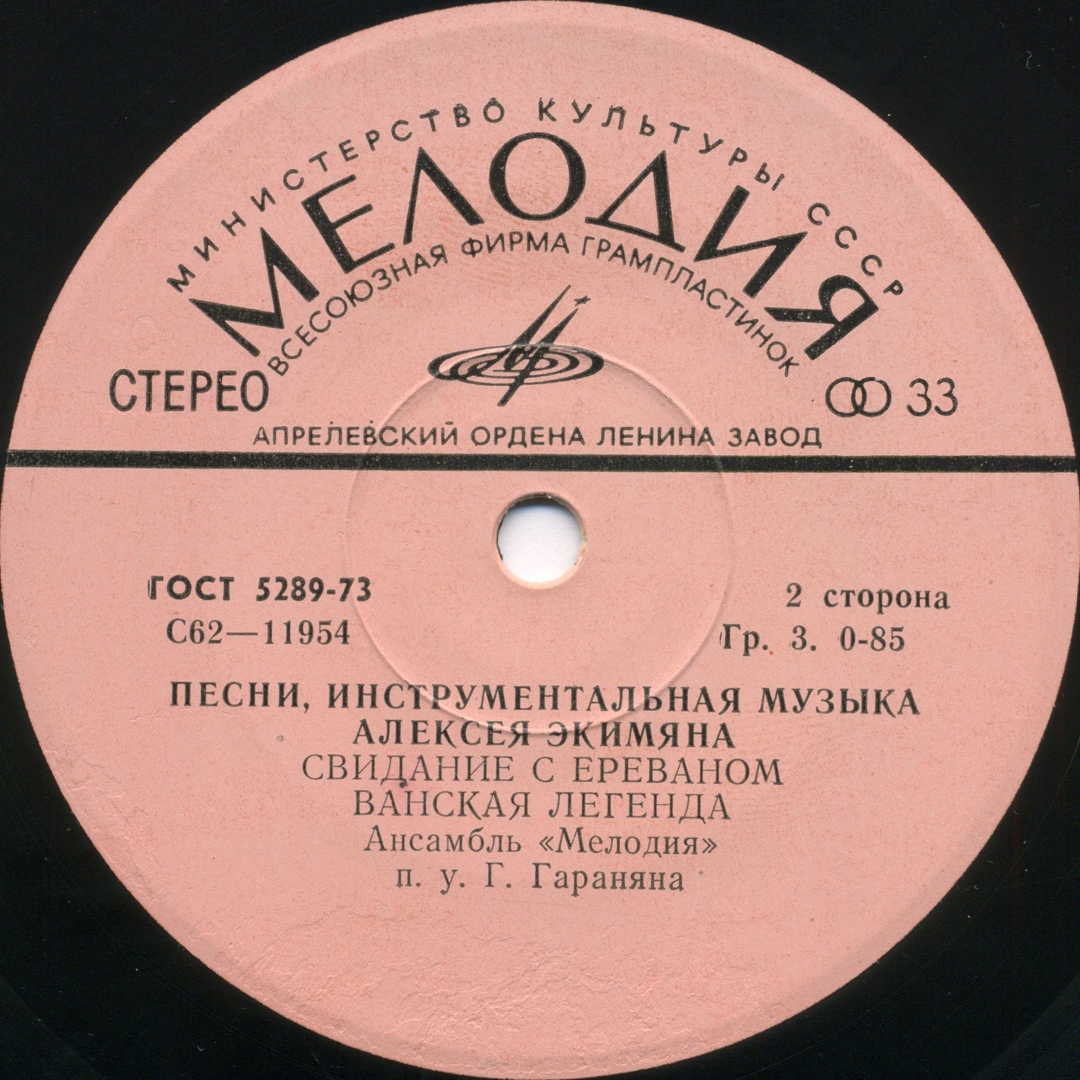 МИНИСТЕРСТВО КУЛЬТУРЫ СССР
МЕЛОДИЯ
ВСЕСОЮЗНАЯ ФИРМА ГРАМПЛАСТИНОК
СТЕРЕО
33
АПРЕЛЕВСКИЙ ОРДЕНА ЛЕНИНА ЗАВОД
ГОСТ 5289-73
2 сторона
С62—11954
Гр. 3. 0-85
ПЕСНИ, ИНСТРУМЕНТАЛЬНАЯ МУЗЫКА
АЛЕКСЕЯ ЭКИМЯНА
СВИДАНИЕ С ЕРЕВАНОМ
ВАНСКАЯ ЛЕГЕНДА
Ансамбль «Мелодия»
п. у. Г. Гараняна